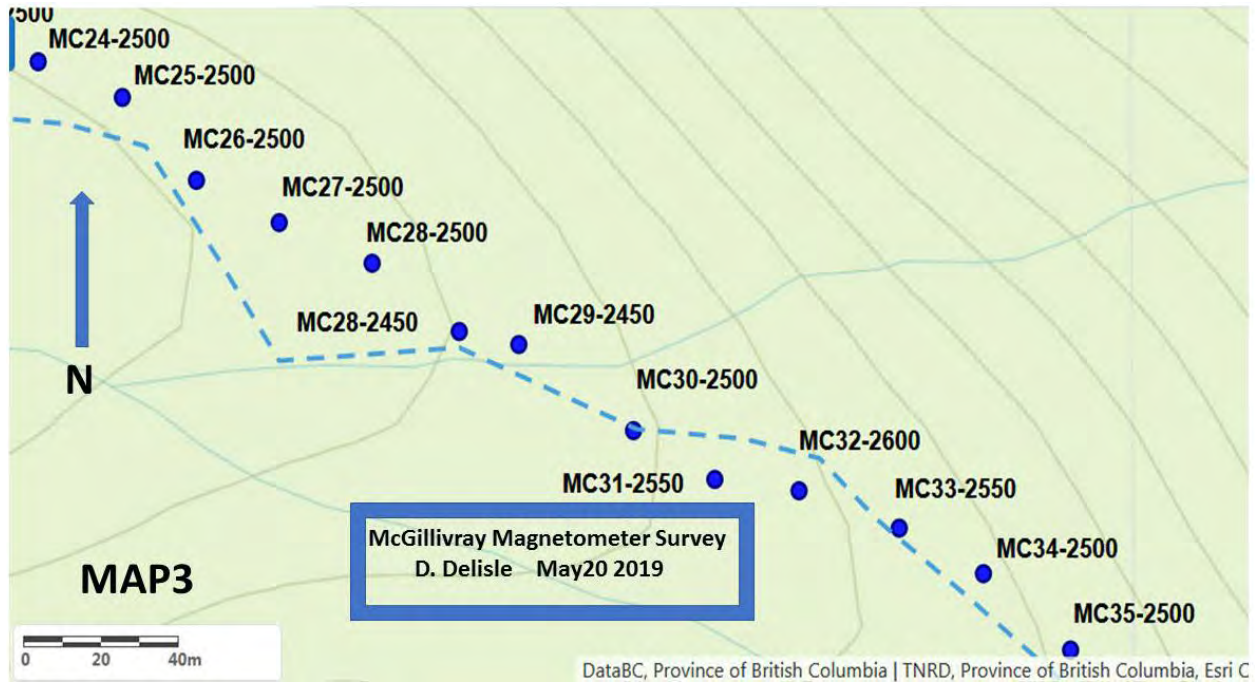 2500
MC24-2500
MC25-2500
MC26-2500
MC27-2500
MC28-2500
MC28-2450
MC29-2450
N
MC30-2500
MC32-2600
MC31-2550
MC33-2550
McGillivray Magnetometer Survey
D. Delisle May20 2019
MC34-2500
MAP3
MC35-2500
0 20 40m
DataBC, Province of British Columbia | TNRD, Province of British Columbia, Esri C